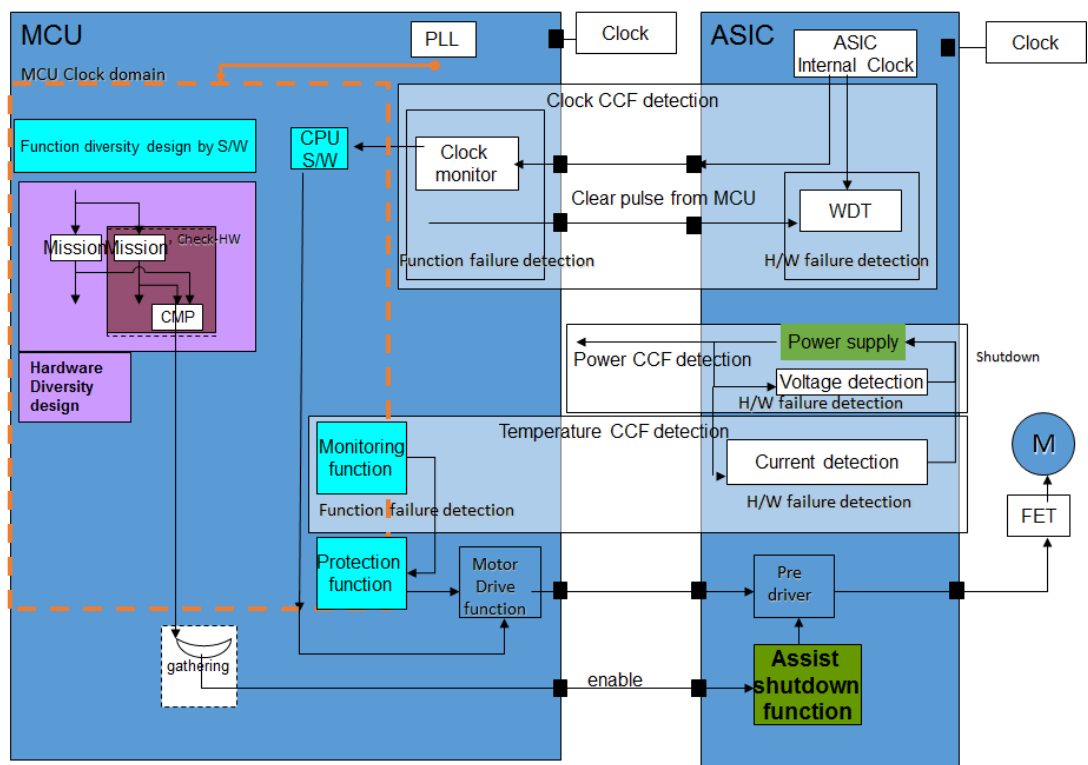 MCU
PLL
Clock
ASIC
ASIC
Internal Clock
Clock
MCU Clock domain
Clock CCF detection
Function diversity design by S/W
CPU
S/W
Clock
monitor
Clear pulse from MCU
WDT
Function failure detection
H/W failure detection
Mission
Mission'
Check-HW
CMP
Hardware
Diversity
design
Power supply
Power CCF detection
Shutdown
Voltage detection
H/W failure detection
Temperature CCF detection
Monitoring
function
Current detection
Function failure detection
H/W failure detection
M
FET
Protection
function
Motor
Drive
function
Pre
driver
gathering
enable
Assist
shutdown
function